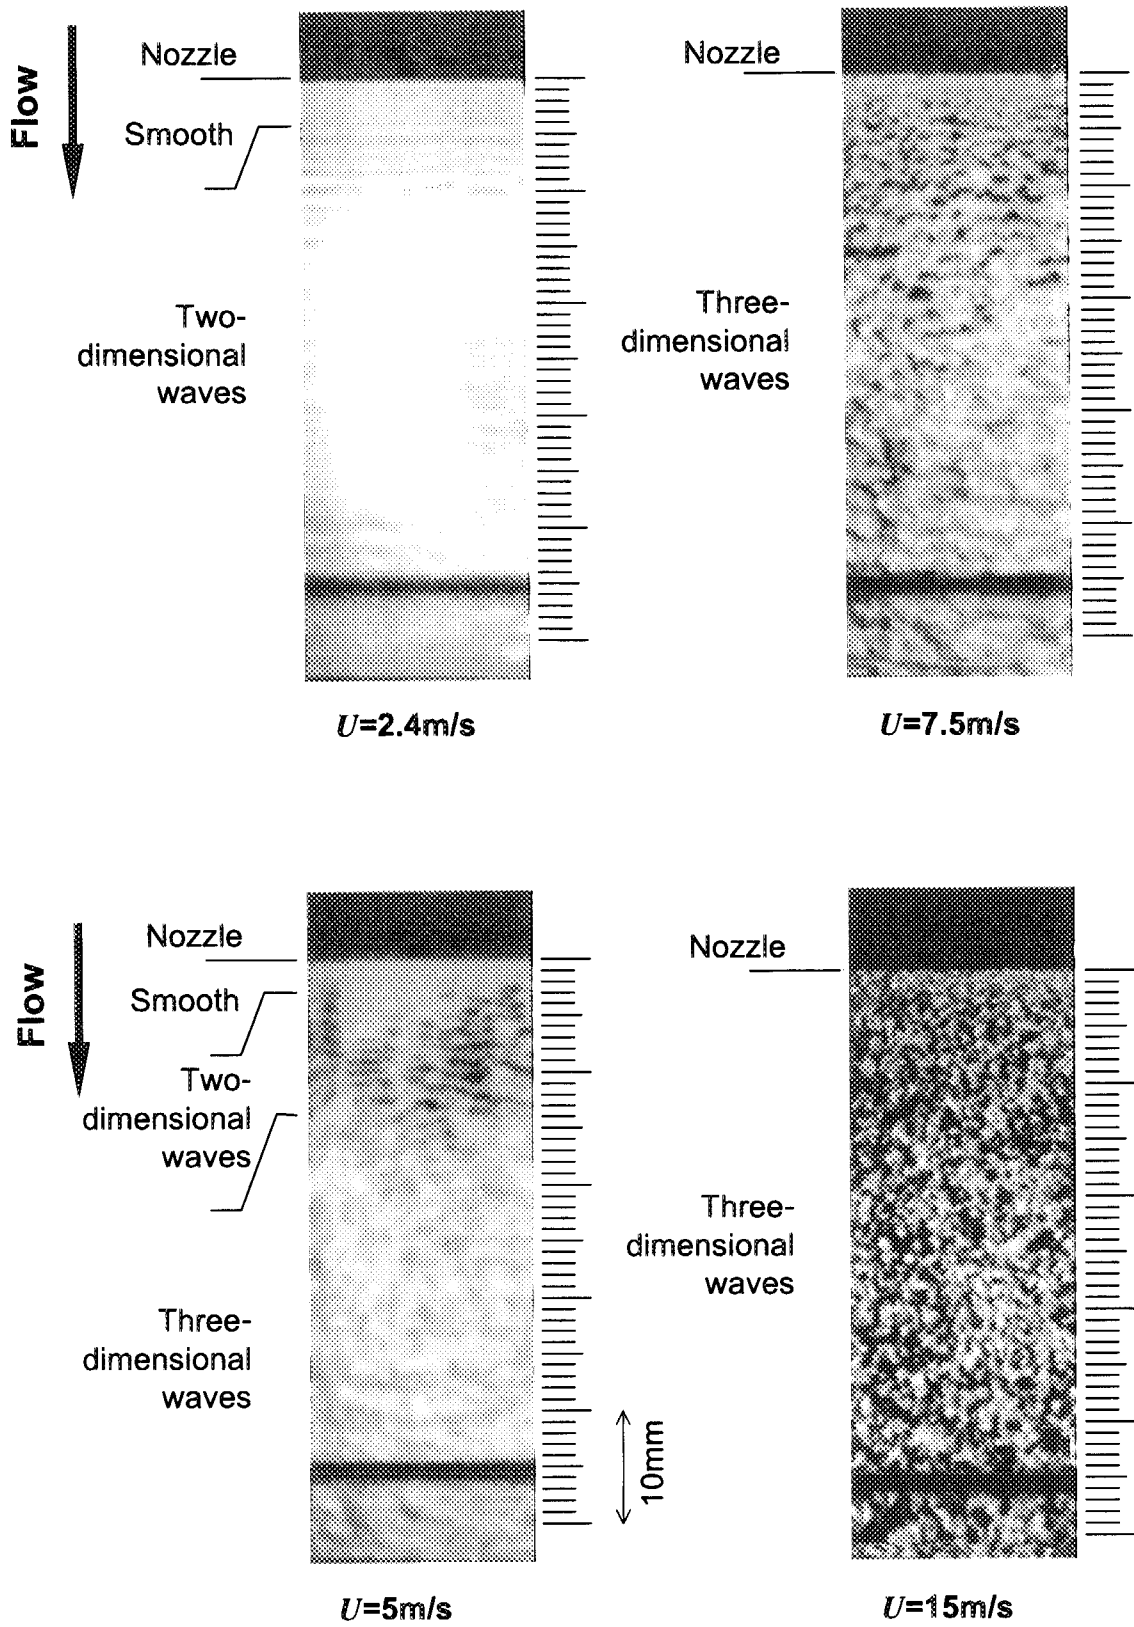 Flow
Nozzle
Smooth
Two-
dimensional
waves
U=2.4m/s
Nozzle
Three-
dimensional
waves
U=7.5m/s
Flow
Nozzle
Smooth
Two-
dimensional
waves
Three-
dimensional
waves
10mm
U=5m/s
Nozzle
Three-
dimensional
waves
U=15m/s